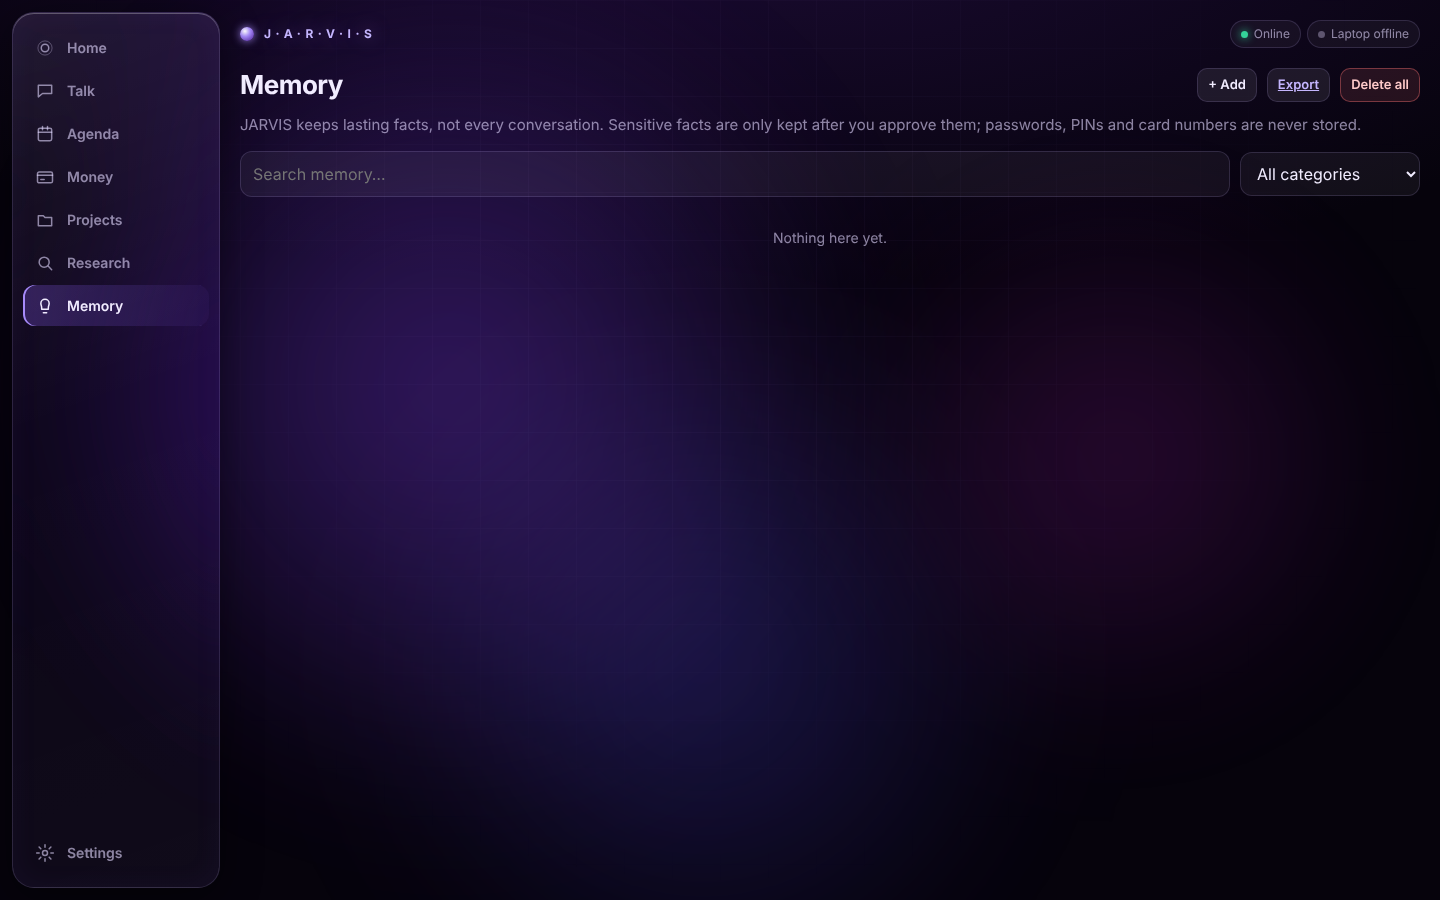 Home
Talk
Agenda
Money
Projects
Research
Memory
Settings
J·A·R·V·I·S
Online
Laptop offline
Memory
+ Add
Export
Delete all
JARVIS keeps lasting facts, not every conversation. Sensitive facts are only kept after you approve them; passwords, PINs and card numbers are never stored.
Search memory...
All categories
Nothing here yet.